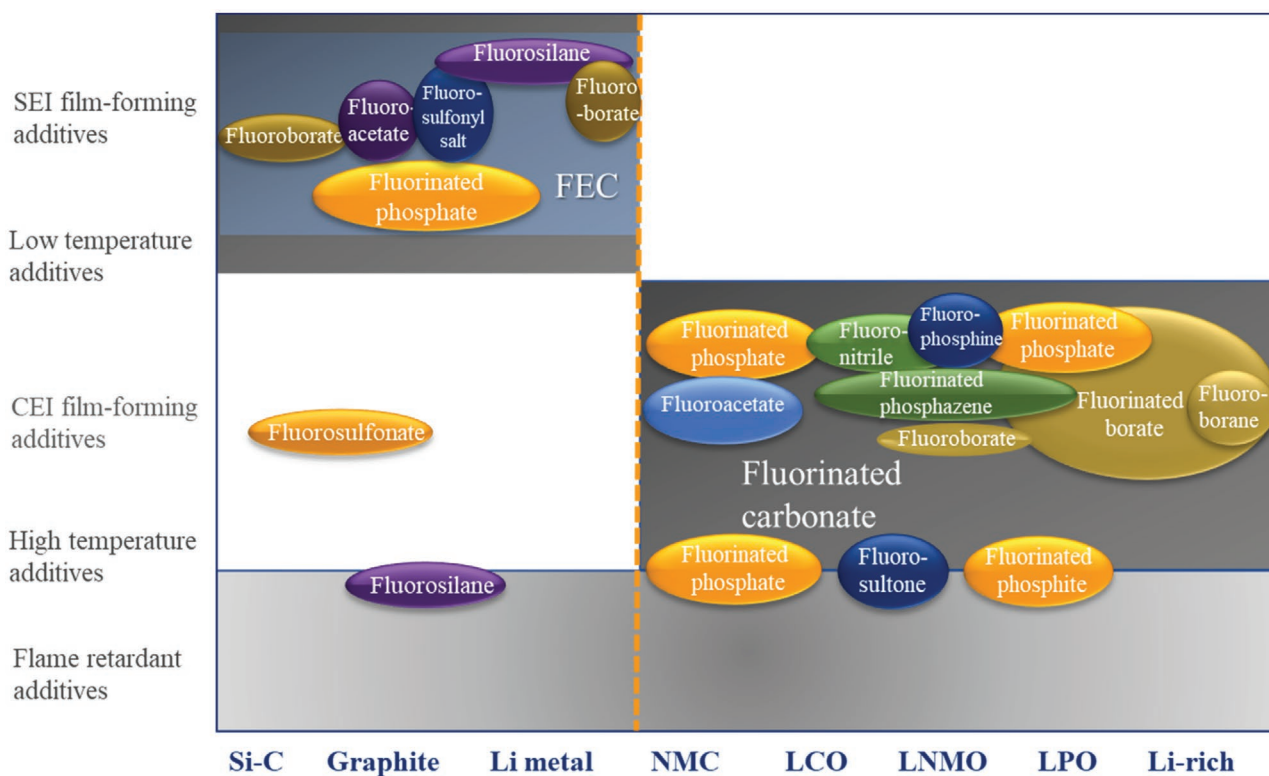 SEI film-forming
additives
Low temperature
additives
CEI film-forming
additives
High temperature
additives
Flame retardant
additives
Fluorosilane
Fluoro
-borate
Fluoro-
sulfonyl
salt
Fluoro-
acetate
Fluoroborate
Fluorinated
phosphate
FEC
Fluorosulfonate
Fluorosilane
Fluorinated
phosphate
Fluoro-
nitrile
Fluoro-
phosphine
Fluorinated
phosphate
Fluoroacetate
Fluorinated
phosphazene
Fluorinated
borate
Fluoro-
borane
Fluoroborate
Fluorinated
carbonate
Fluorinated
phosphate
Fluoro-
sultone
Fluorinated
phosphite
Si-C Graphite Li metal NMC LCO LNMO LPO Li-rich